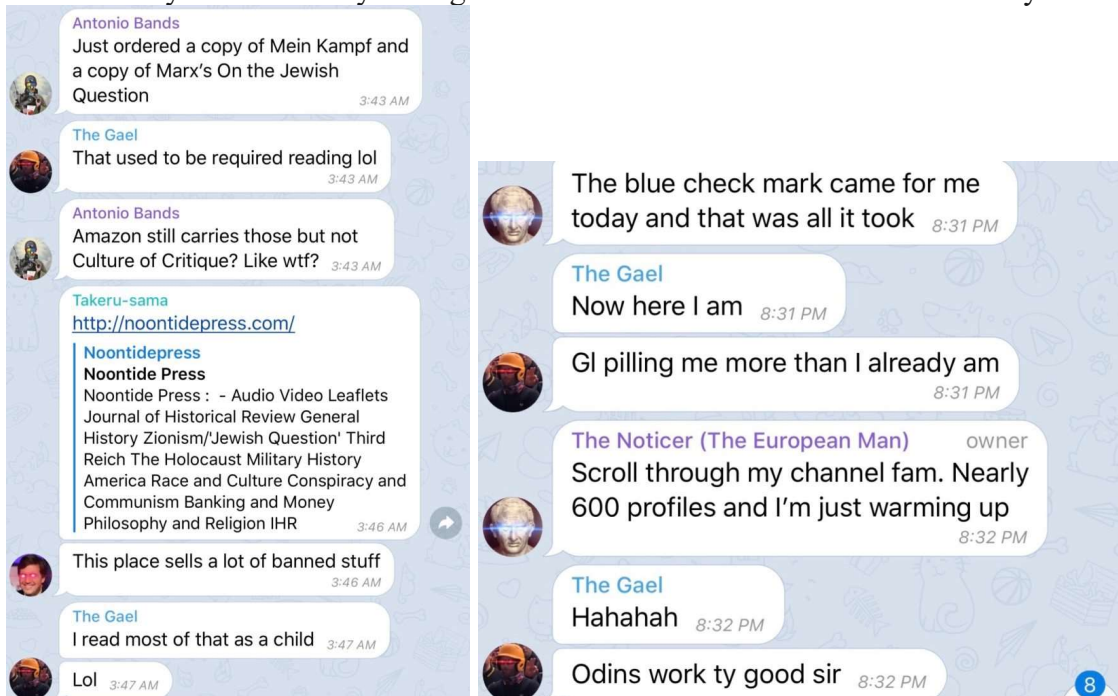 Antonio Bands
Just ordered a copy of Mein Kampf and
a copy of Marx's On the Jewish
Question
3:43 AM
The Gael
That used to be required reading lol
3:43 AM
Antonio Bands
Amazon still carries those but not
Culture of Critique? Like wtf? 3:43 AM
Takeru-sama
http://noontidepress.com/
Noontidepress
Noontide Press
Noontide Press : - Audio Video Leaflets
Journal of Historical Review General
History Zionism/'Jewish Question' Third
Reich The Holocaust Military History
America Race and Culture Conspiracy and
Communism Banking and Money
Philosophy and Religion IHR 3:46 AM
This place sells a lot of banned stuff
3:46 AM
The Gael
I read most of that as a child 3:47 AM
Lol 3:47 AM
The blue check mark came for me
today and that was all it took 8:31 PM
The Gael
Now here I am 8:31 PM
Gl pilling me more than I already am
8:31 PM
The Noticer (The European Man) owner
Scroll through my channel fam. Nearly
600 profiles and I'm just warming up
8:32 PM
The Gael
Hahahah 8:32 PM
Odins work ty good sir 8:32 PM
8